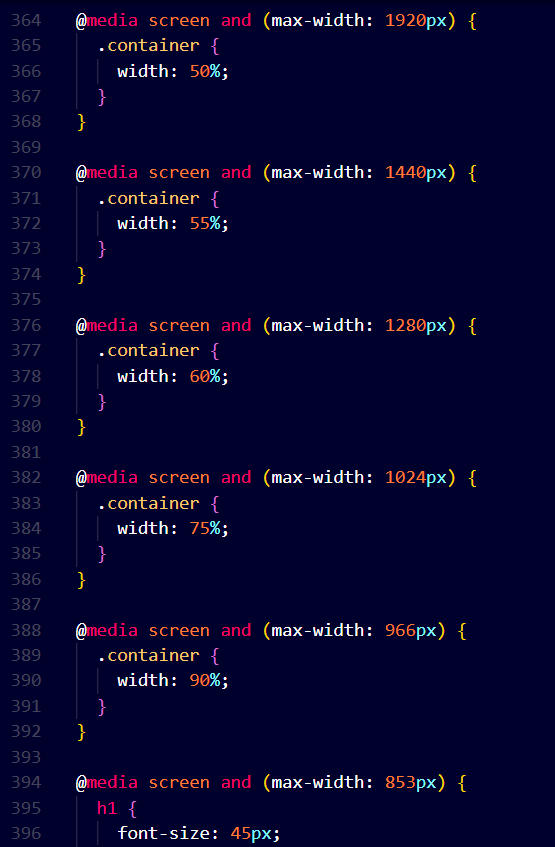 364 @media screen and (max-width: 1920px) {
365 .container {
366 width: 50%;
367 }
368 }
369
370 @media screen and (max-width: 1440px) {
371 .container {
372 width: 55%;
373 }
374 }
375
376 @media screen and (max-width: 1280px) {
377 .container {
378 width: 60%;
379 }
380 }
381
382 @media screen and (max-width: 1024px) {
383 .container {
384 width: 75%;
385 }
386 }
387
388 @media screen and (max-width: 966px) {
389 .container {
390 width: 90%;
391 }
392 }
393
394 @media screen and (max-width: 853px) {
395 h1 {
396 font-size: 45px;